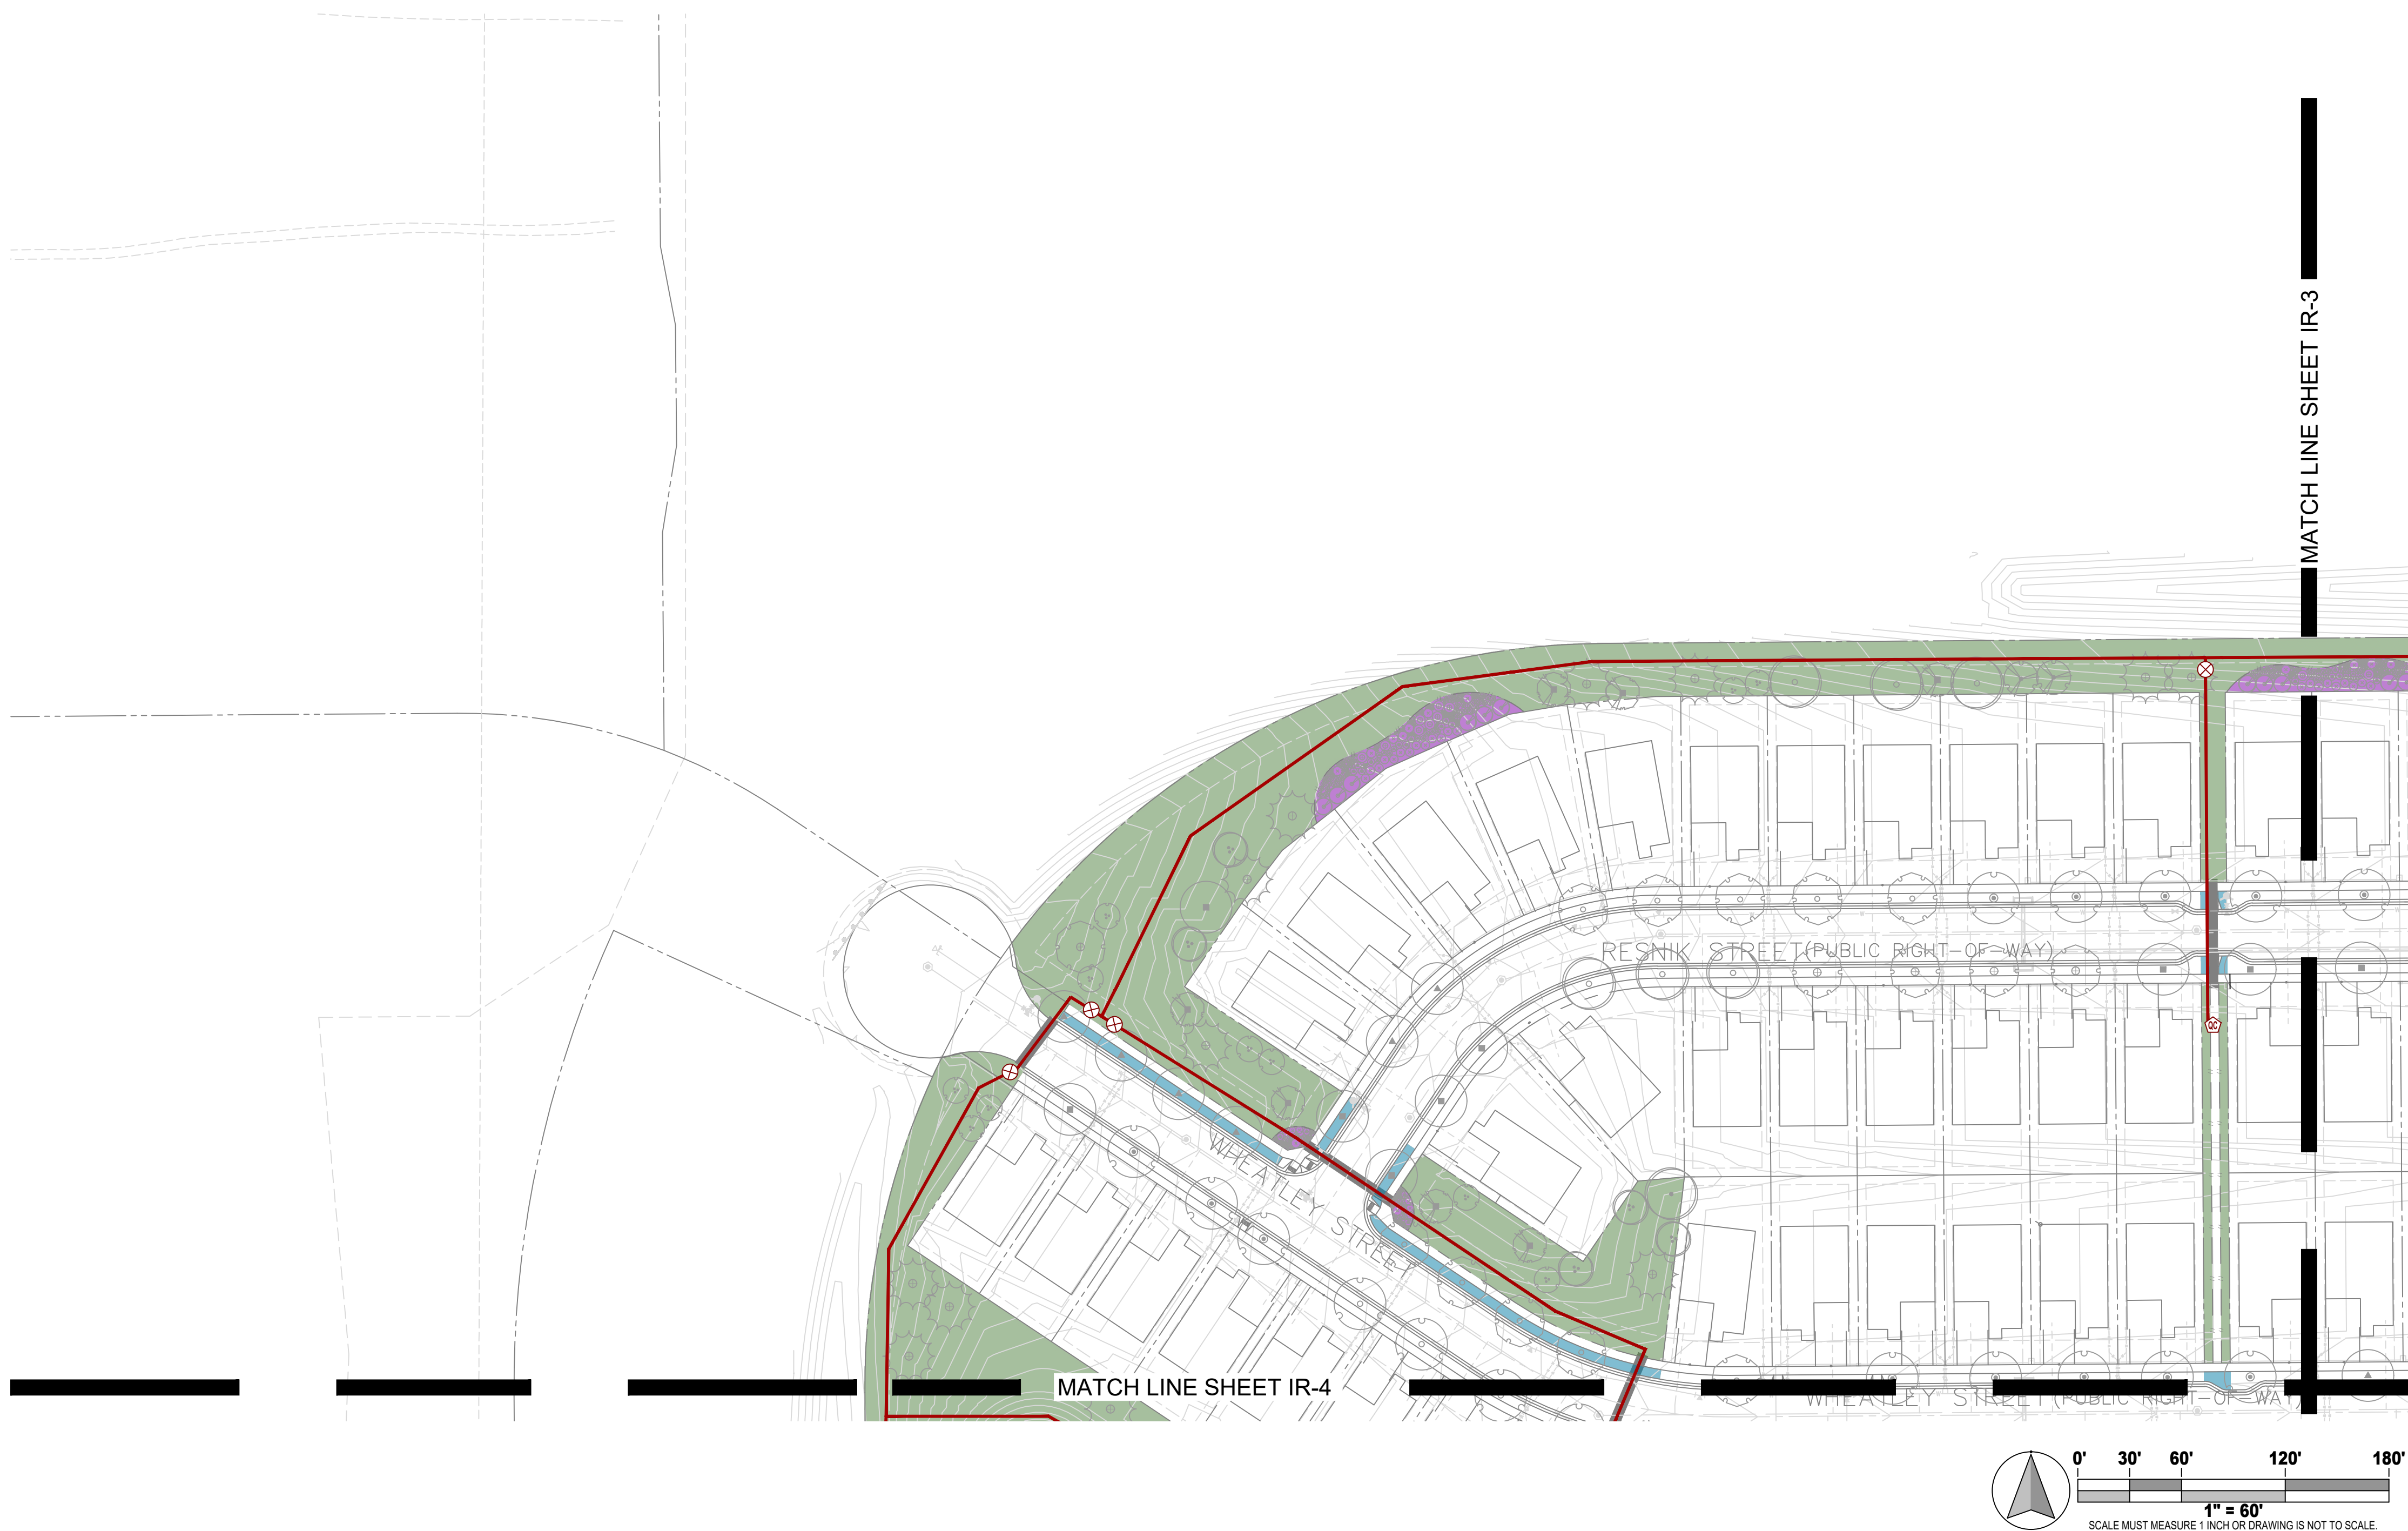 MATCH LINE SHEET IR-3
RESNIK STREET (PUBLIC RIGHT-OF-WAY)
QC
WHEATLEY STREET
MATCH LINE SHEET IR-4
WHEATLEY STREET (PUBLIC RIGHT-OF-WAY)
0' 30' 60' 120' 180'
1" = 60'
SCALE MUST MEASURE 1 INCH OR DRAWING IS NOT TO SCALE.